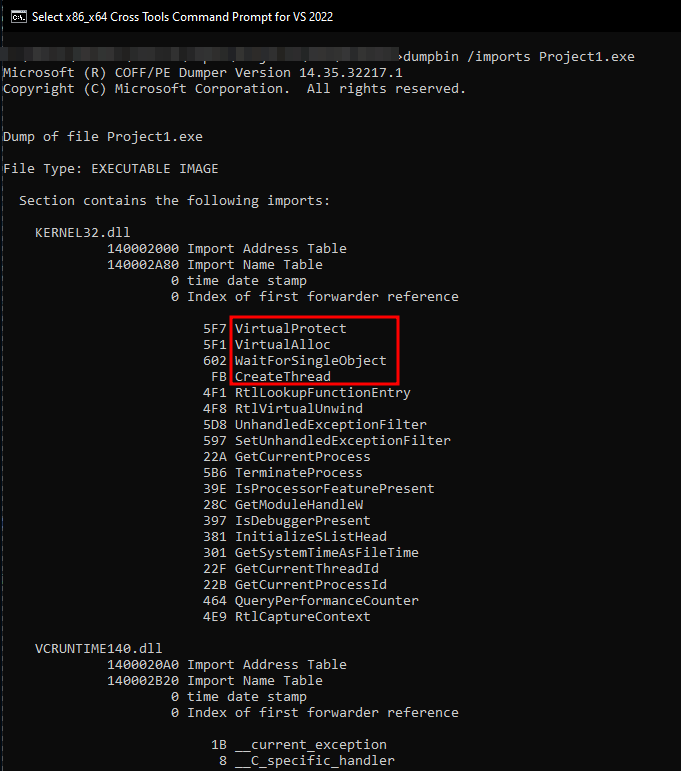 Select x86_x64 Cross Tools Command Prompt for VS 2022
>dumpbin /imports Project1.exe
Microsoft (R) COFF/PE Dumper Version 14.35.32217.1
Copyright (C) Microsoft Corporation.  All rights reserved.
Dump of file Project1.exe
File Type: EXECUTABLE IMAGE
Section contains the following imports:
KERNEL32.dll
140002000 Import Address Table
140002A80 Import Name Table
0 time date stamp
0 Index of first forwarder reference
5F7 VirtualProtect
5F1 VirtualAlloc
602 WaitForSingleObject
FB CreateThread
4F1 RtlLookupFunctionEntry
4F8 RtlVirtualUnwind
5D8 UnhandledExceptionFilter
597 SetUnhandledExceptionFilter
22A GetCurrentProcess
5B6 TerminateProcess
39E IsProcessorFeaturePresent
28C GetModuleHandleW
397 IsDebuggerPresent
381 InitializeSListHead
301 GetSystemTimeAsFileTime
22F GetCurrentThreadId
22B GetCurrentProcessId
464 QueryPerformanceCounter
4E9 RtlCaptureContext
VCRUNTIME140.dll
1400020A0 Import Address Table
140002B20 Import Name Table
0 time date stamp
0 Index of first forwarder reference
1B __current_exception
8 __C_specific_handler